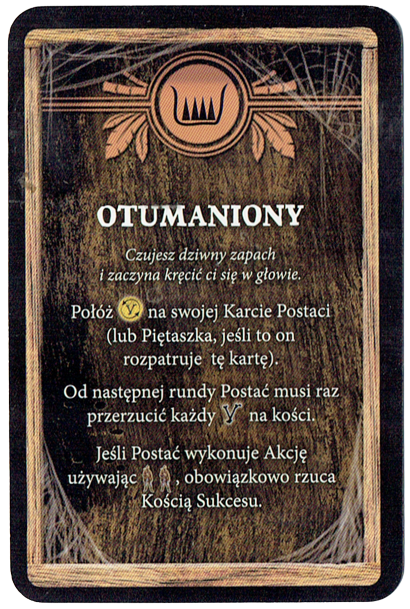 OTUMANIONY
Czujesz dziwny zapach
i zaczyna kręcić ci się w głowie.
Połóż na swojej Karcie Postaci
(lub Piętaszka, jeśli to on
rozpatruje tę kartę).
Od następnej rundy Postać musi raz
przerzucić każdy na kości.
Jeśli Postać wykonuje Akcję
używając , obowiązkowo rzuca
Kością Sukcesu.